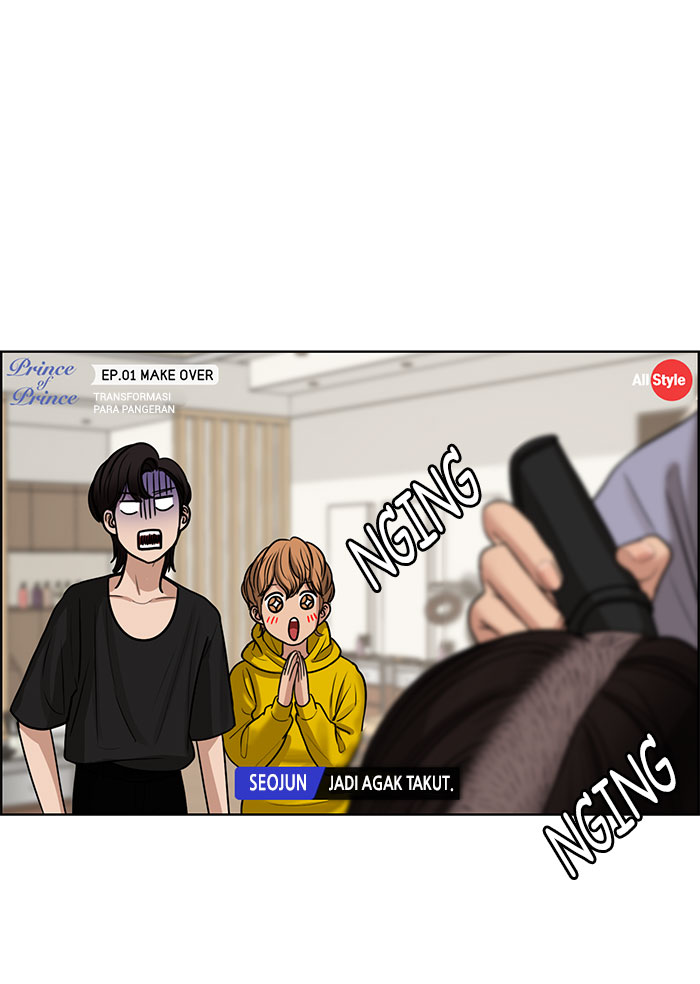 Prince
of
Prince
EP.01 MAKE OVER
TRANSFORMASI
PARA PANGERAN
All Style
NGING
SEOJUN JADI AGAK TAKUT.
NGING